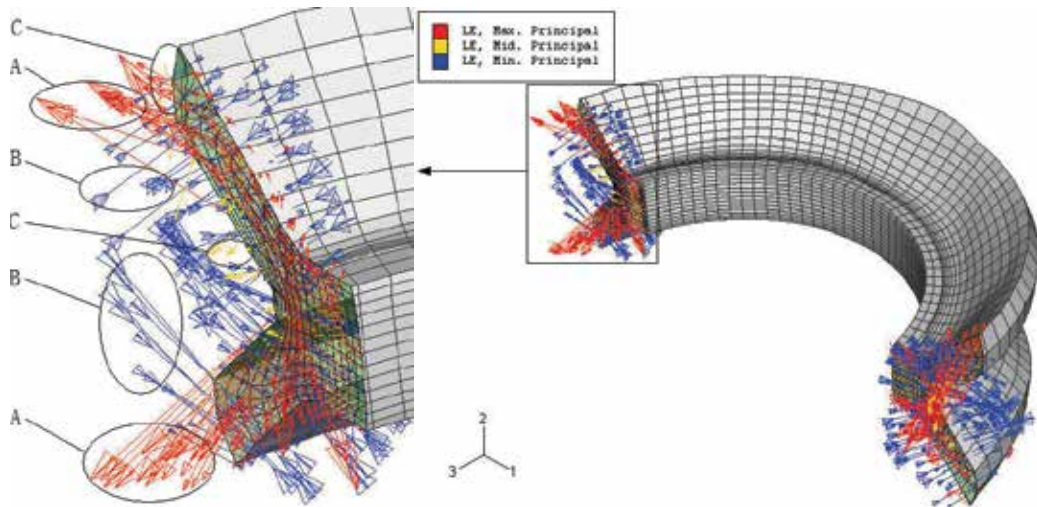 C
A
B
C
B
A
LE, Max. Principal
LE, Mid. Principal
LE, Min. Principal
2
3
1